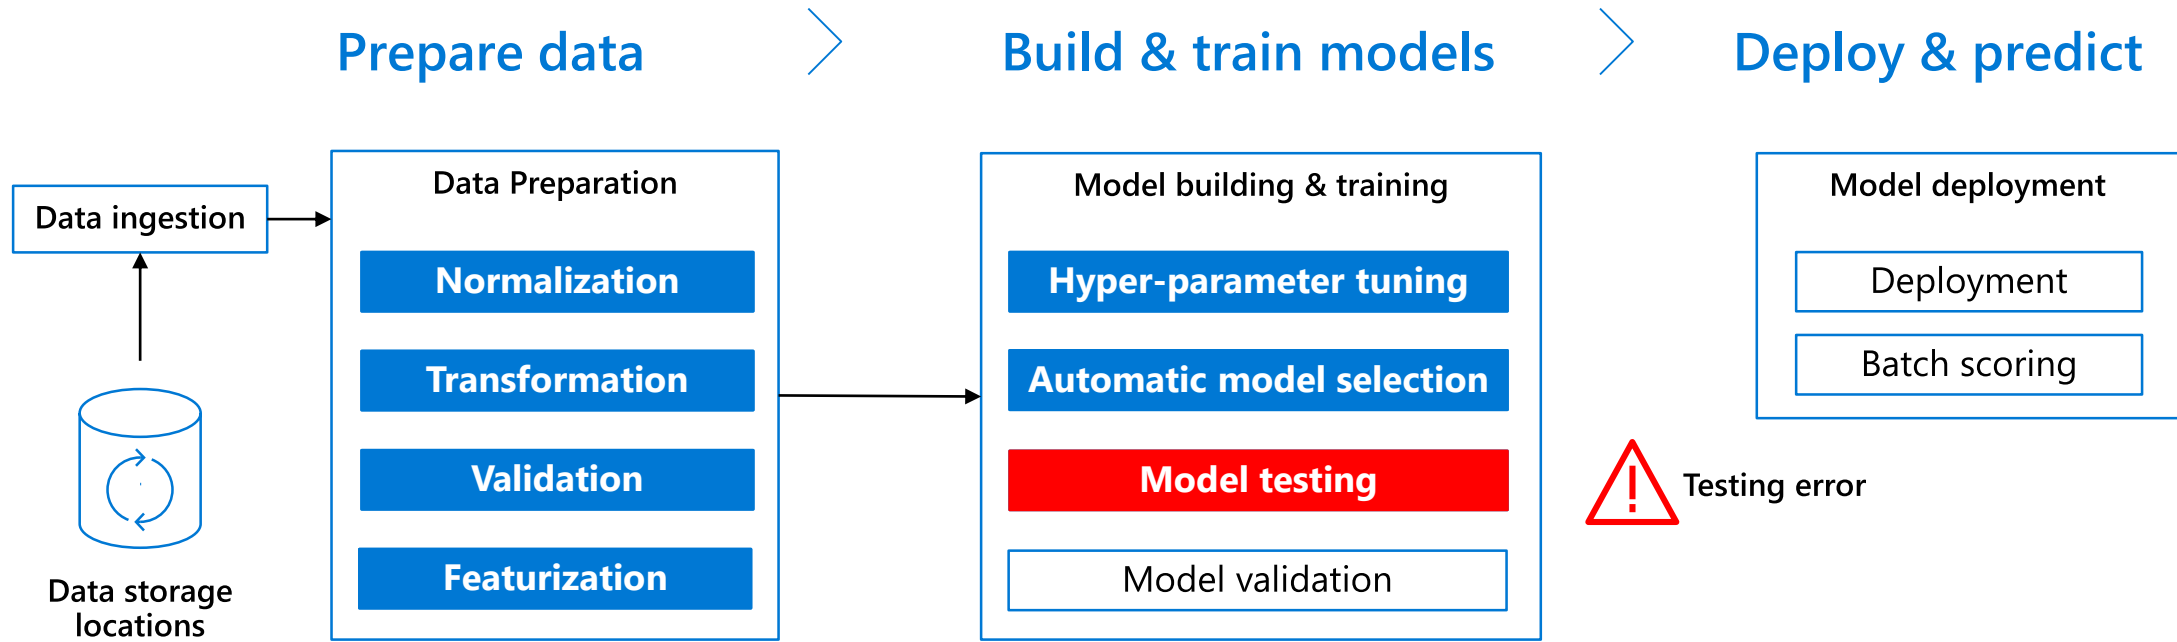 Prepare data
Build & train models
Deploy & predict
Data ingestion
Data storage
locations
Data Preparation
Normalization
Transformation
Validation
Featurization
Model building & training
Hyper-parameter tuning
Automatic model selection
Model testing
Model validation
Testing error
Model deployment
Deployment
Batch scoring